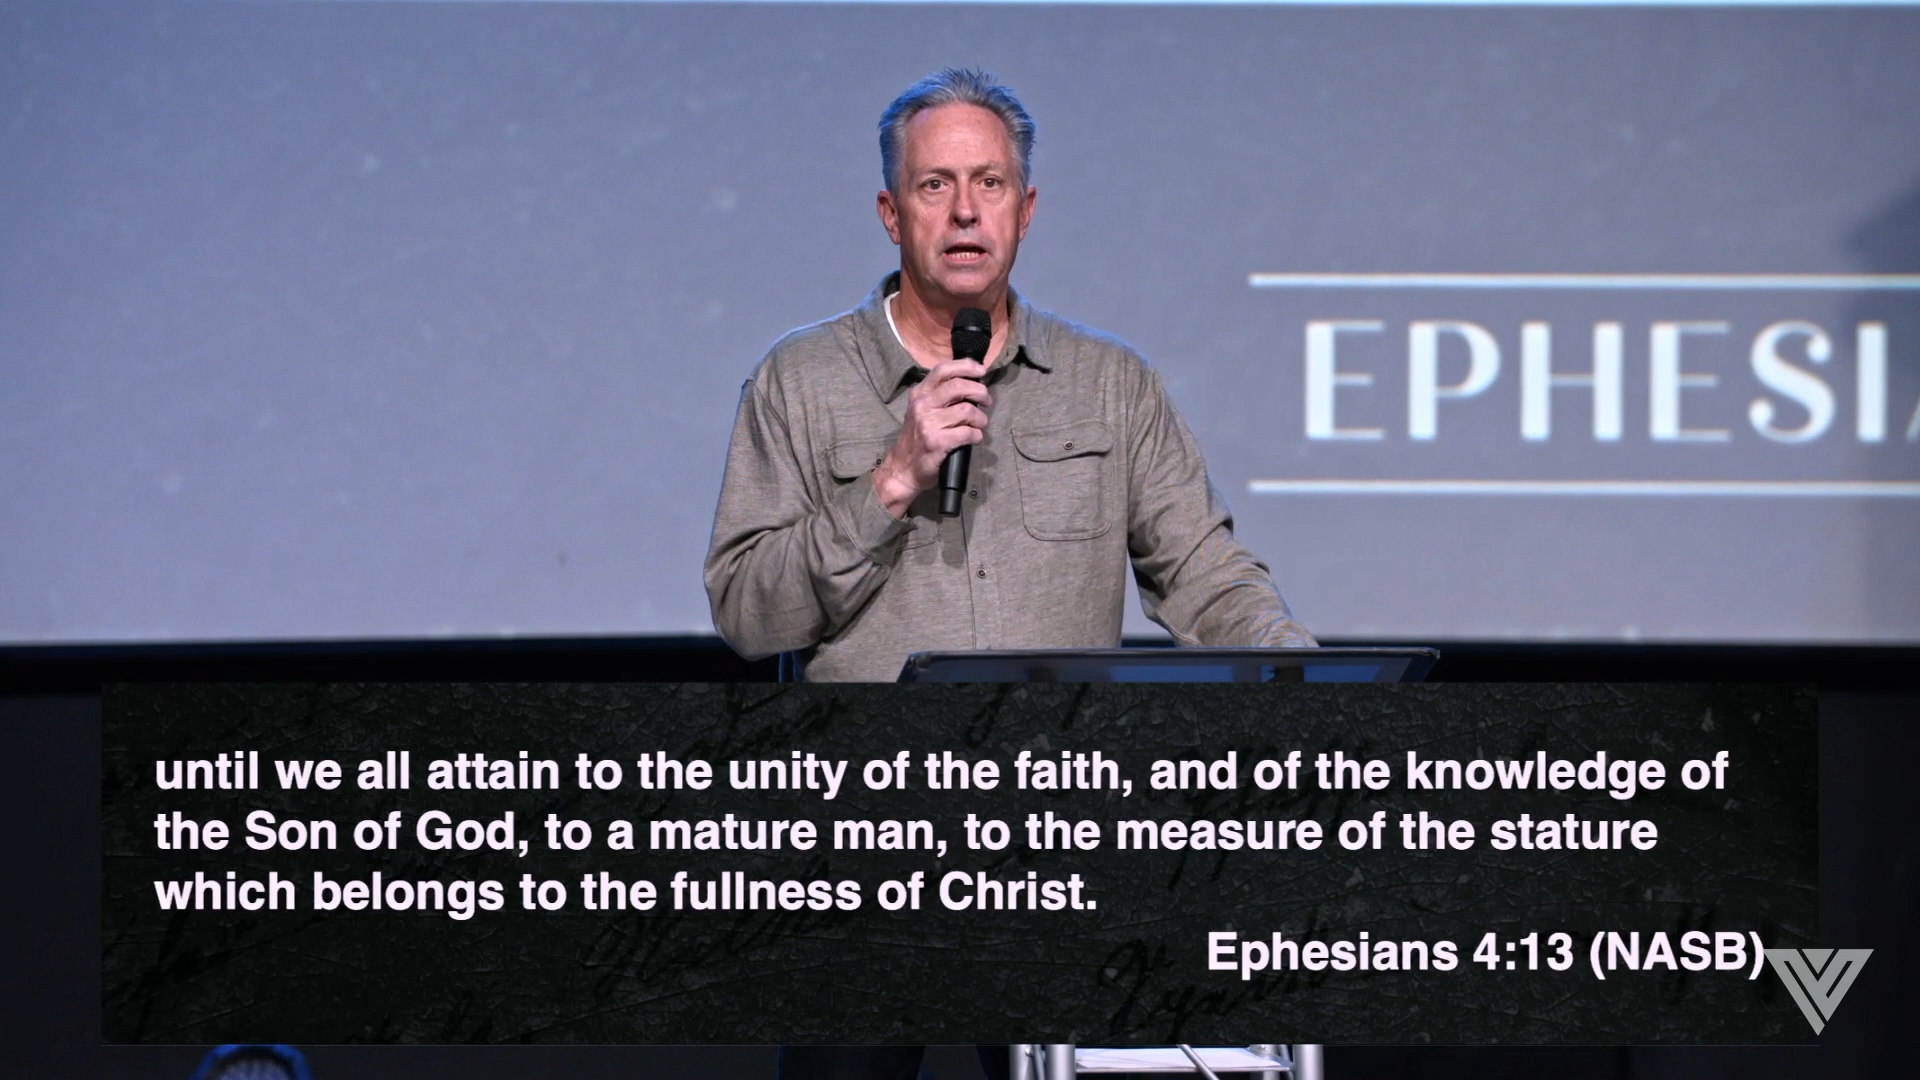 EPHESIA
until we all attain to the unity of the faith, and of the knowledge of
the Son of God, to a mature man, to the measure of the stature
which belongs to the fullness of Christ.
Ephesians 4:13 (NASB)